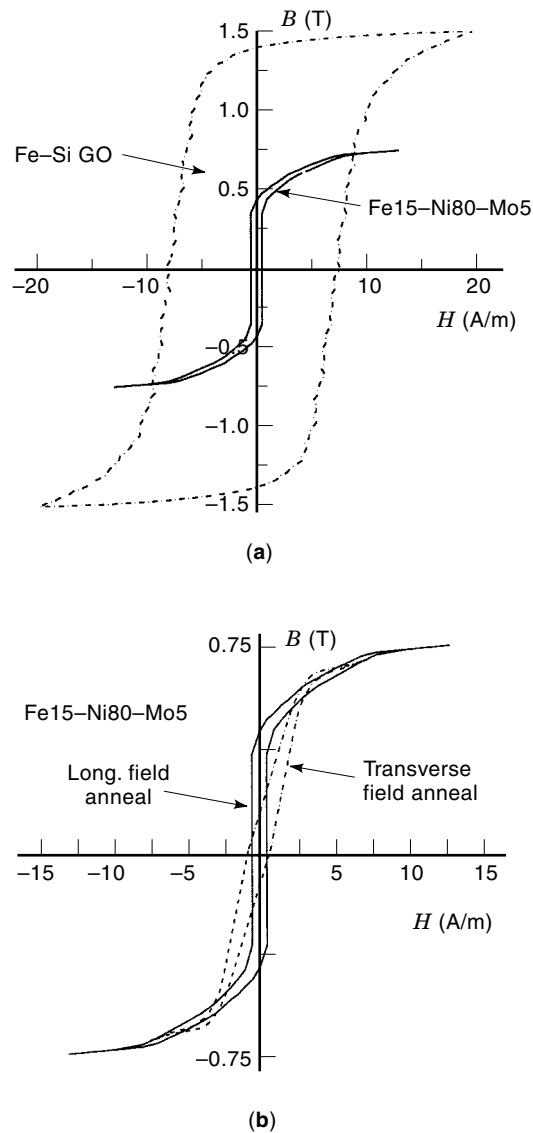 B (T)
1.5
1.0
Fe–Si GO
0.5
Fe15–Ni80–Mo5
−20
−10
10
20
H (A/m)
−0.5
−1.0
−1.5
(a)
0.75
B (T)
Fe15–Ni80–Mo5
Long. field
anneal
Transverse
field anneal
−15
−10
−5
5
10
15
H (A/m)
−0.75
(b)